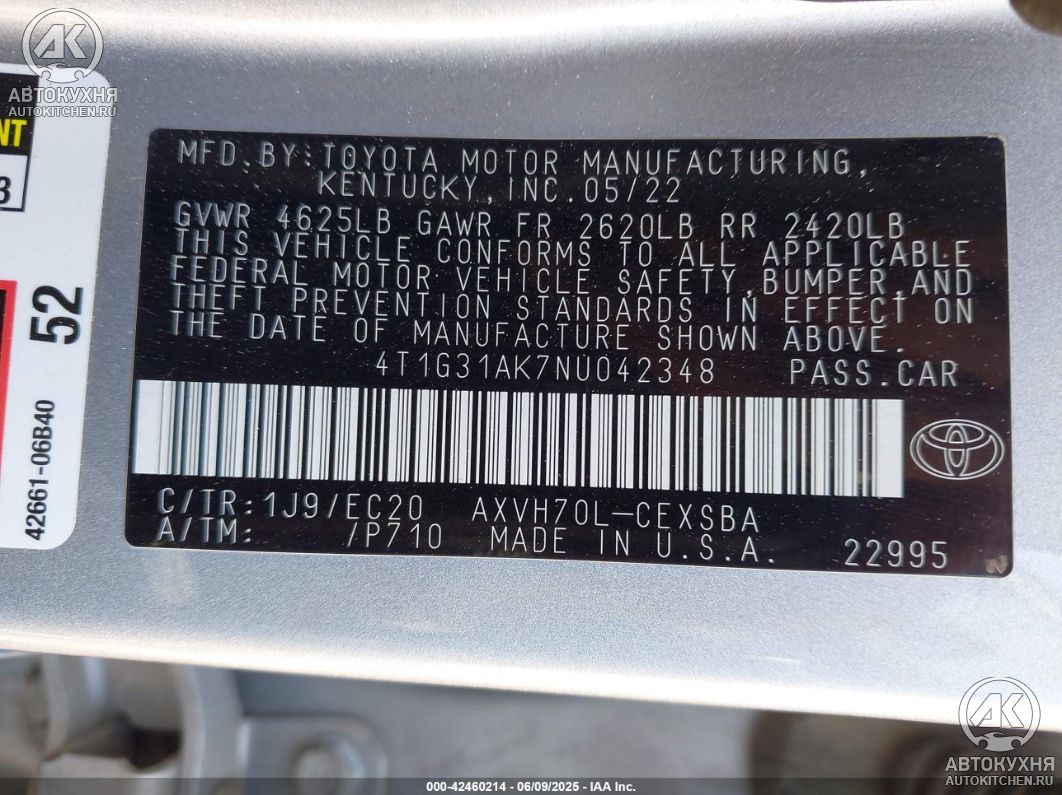 AK
АВТОКУХНЯ
AUTOKITCHEN.RU
NT
3
52
42661-06B40
MFD.BY:TOYOTA MOTOR MANUFACTURING,
KENTUCKY,INC.05/22
GVWR 4625LB GAWR FR 2620LB RR 2420LB
THIS VEHICLE CONFORMS TO ALL APPLICABLE
FEDERAL MOTOR VEHICLE SAFETY,BUMPER,AND
THEFT PREVENTION STANDARDS IN EFFECT ON
THE DATE OF MANUFACTURE SHOWN ABOVE.
4T1G31AK7NU042348 PASS.CAR
C/TR:1J9/EC20 AXVH70L-CEXSBA
A/TM: /P710 MADE IN U.S.A. 22995
AK
АВТОКУХНЯ
AUTOKITCHEN.RU
000-42460214 - 06/09/2025 - IAA Inc.